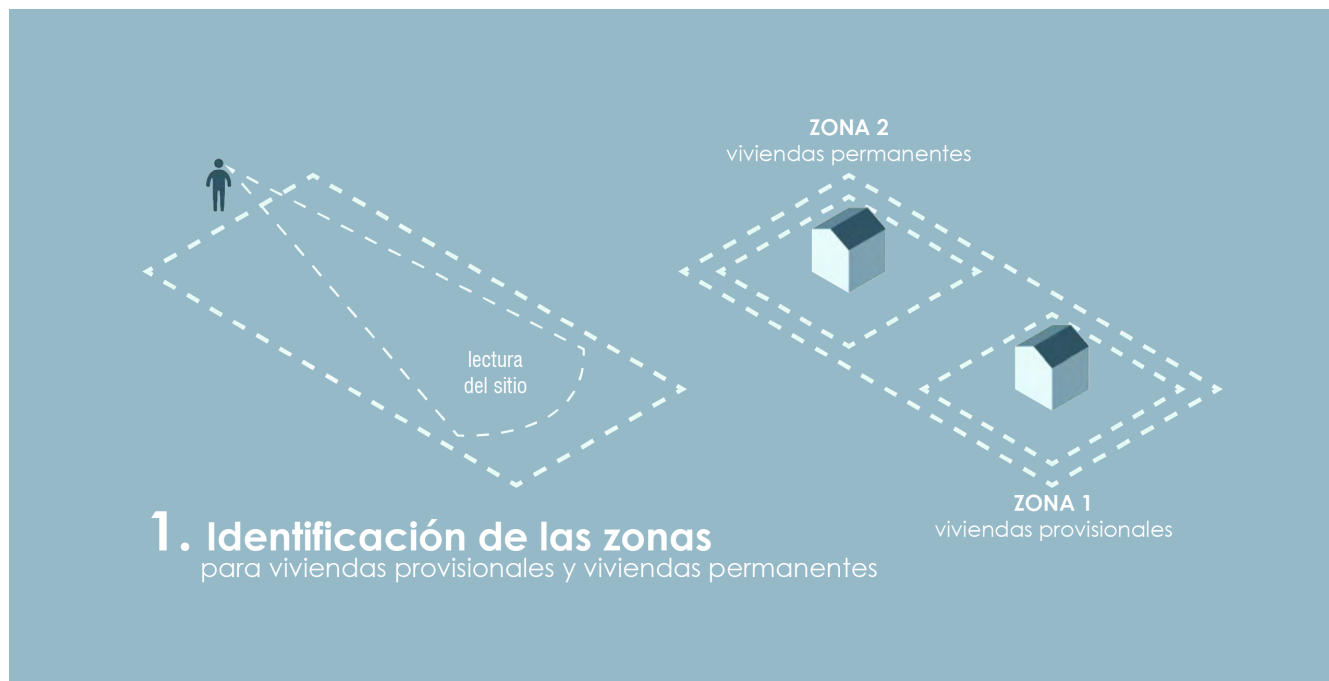 ZONA 2
viviendas permanentes
lectura
del sitio
ZONA 1
viviendas provisionales
1. Identificación de las zonas
para viviendas provisionales y viviendas permanentes